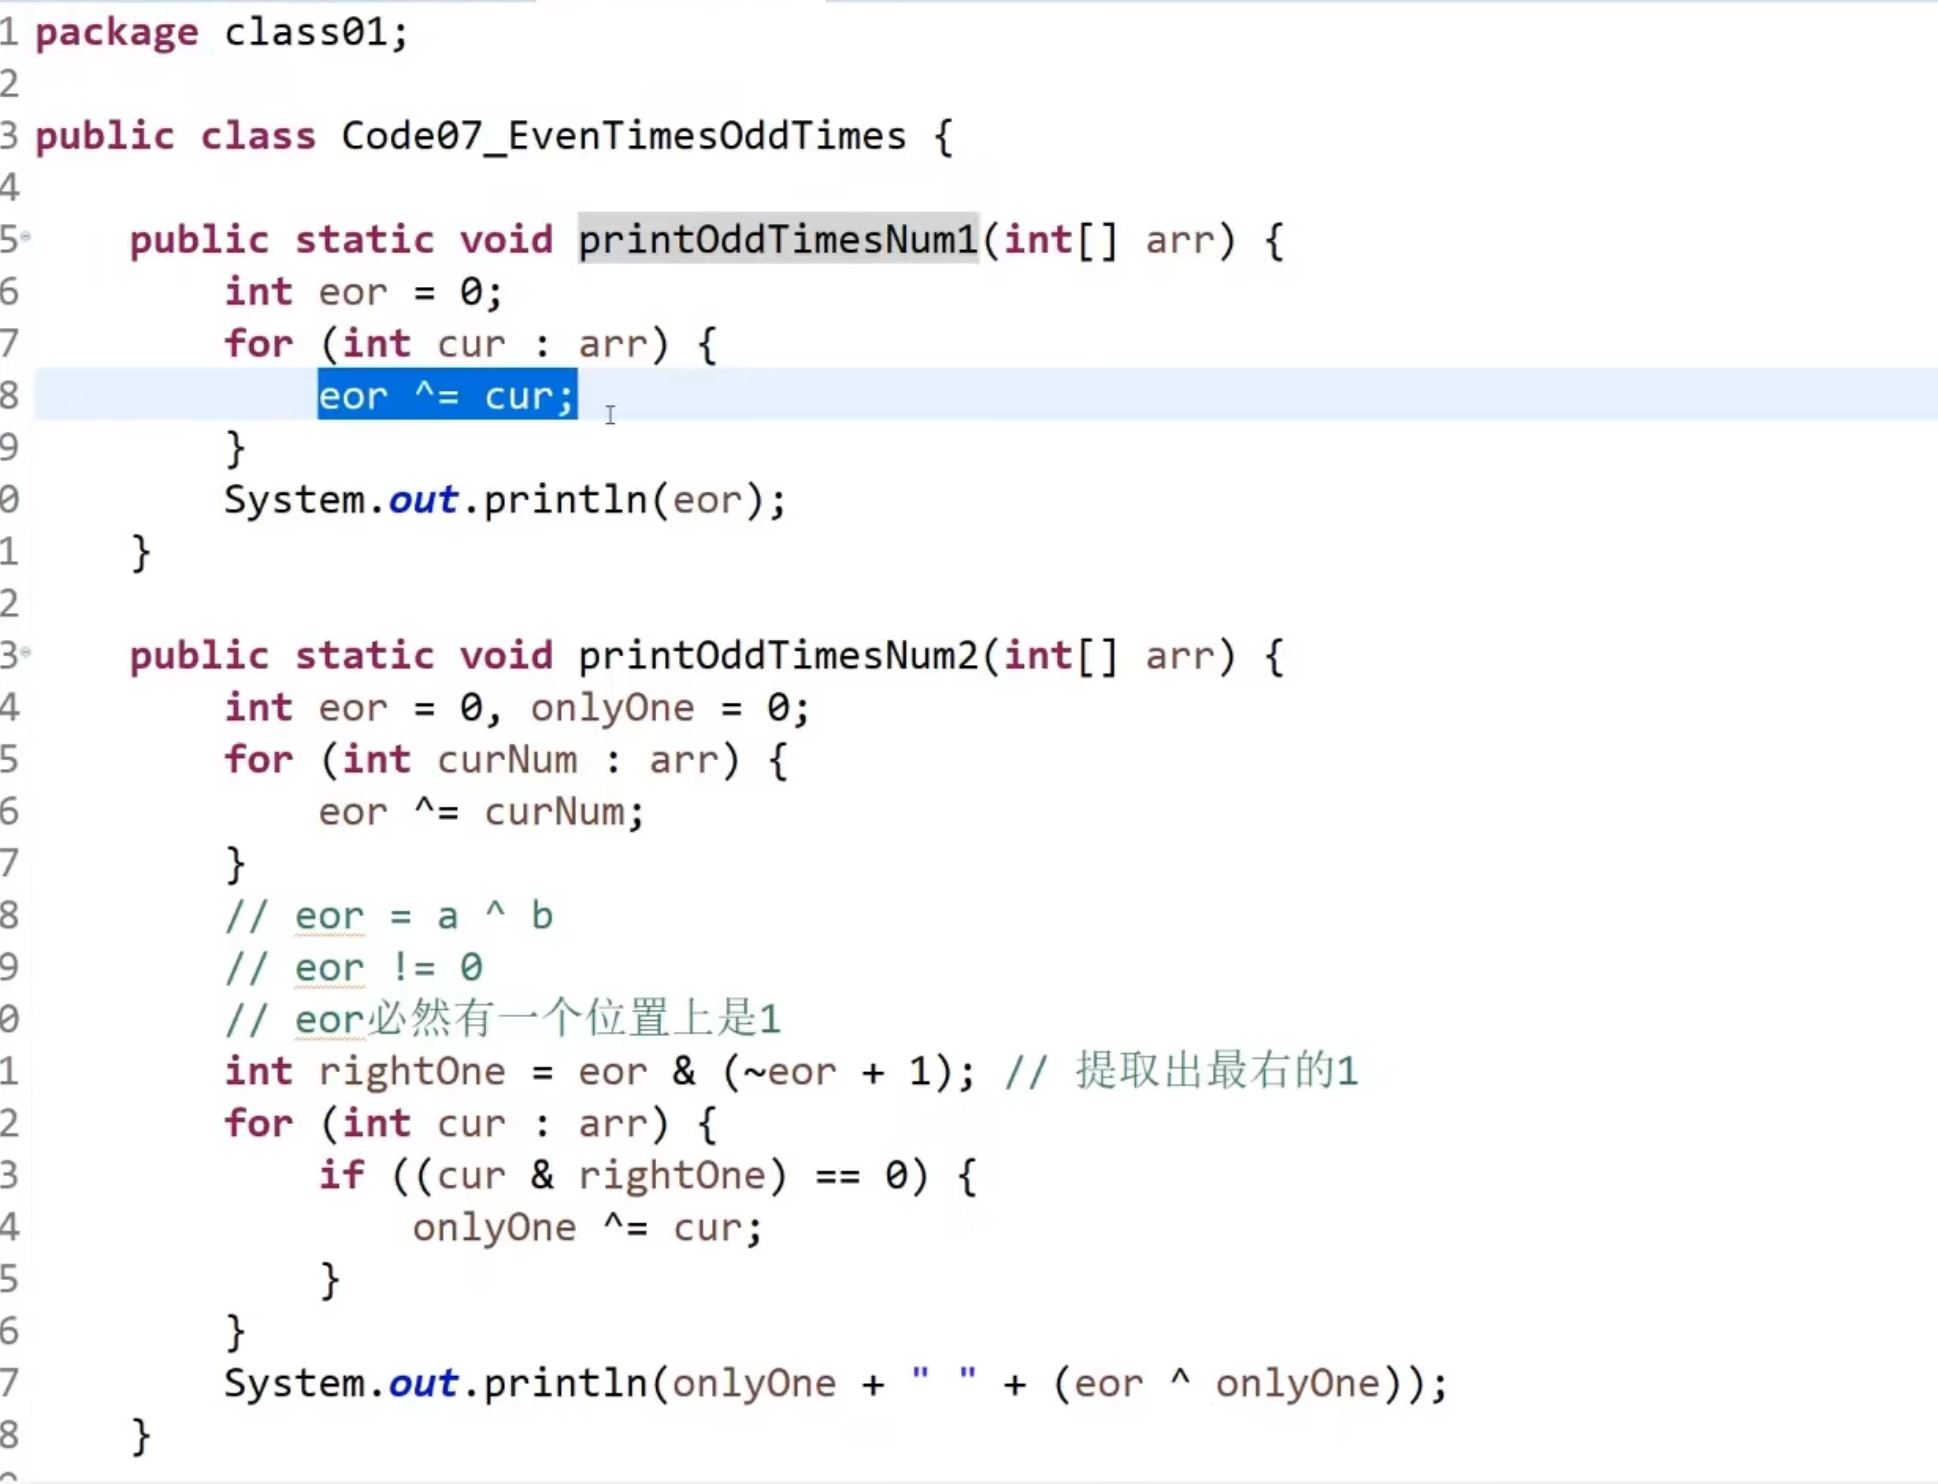 1 package class01;
2
3 public class Code07_EvenTimesOddTimes {
4
5 public static void printOddTimesNum1(int[] arr) {
6 int eor = 0;
7 for (int cur : arr) {
8 eor ^= cur;
9 }
0 System.out.println(eor);
1 }
2
3 public static void printOddTimesNum2(int[] arr) {
4 int eor = 0, onlyOne = 0;
5 for (int curNum : arr) {
6 eor ^= curNum;
7 }
8 // eor = a ^ b
9 // eor != 0
0 // eor必然有一个位置上是1
1 int rightOne = eor & (~eor + 1); // 提取出最右的1
2 for (int cur : arr) {
3 if ((cur & rightOne) == 0) {
4 onlyOne ^= cur;
5 }
6 }
7 System.out.println(onlyOne + " " + (eor ^ onlyOne));
8 }